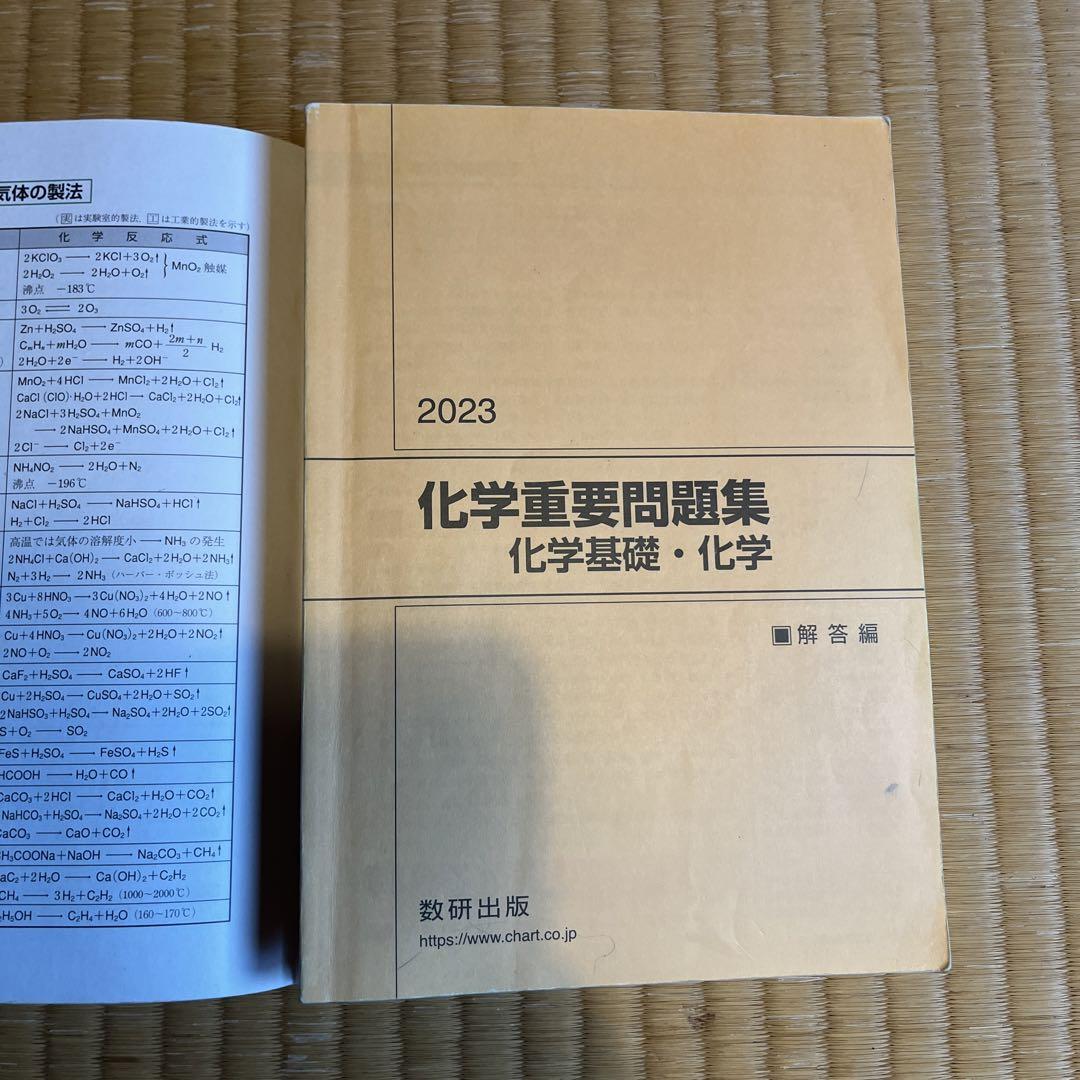 気体の製法
(実は実験室的製法, 工は工業的製法を示す)
化学反応式
2KClO₃ ⟶ 2KCl+3O₂↑
2H₂O₂ ⟶ 2H₂O+O₂↑
MnO₂ 触媒
沸点 −183℃
3O₂ ⇄ 2O₃
Zn+H₂SO₄ ⟶ ZnSO₄+H₂↑
CₘHₙ+mH₂O ⟶ mCO+(2m+n)/2 H₂
2H₂O+2e⁻ ⟶ H₂+2OH⁻
MnO₂+4HCl ⟶ MnCl₂+2H₂O+Cl₂↑
CaCl(ClO)·H₂O+2HCl ⟶ CaCl₂+2H₂O+Cl₂↑
2NaCl+3H₂SO₄+MnO₂
⟶ 2NaHSO₄+MnSO₄+2H₂O+Cl₂↑
2Cl⁻ ⟶ Cl₂+2e⁻
NH₄NO₂ ⟶ 2H₂O+N₂
沸点 −196℃
NaCl+H₂SO₄ ⟶ NaHSO₄+HCl↑
H₂+Cl₂ ⟶ 2HCl
高温では気体の溶解度小 ⟶ NH₃の発生
2NH₄Cl+Ca(OH)₂ ⟶ CaCl₂+2H₂O+2NH₃↑
N₂+3H₂ ⟶ 2NH₃ (ハーバー・ボッシュ法)
3Cu+8HNO₃ ⟶ 3Cu(NO₃)₂+4H₂O+2NO↑
4NH₃+5O₂ ⟶ 4NO+6H₂O (600~800℃)
Cu+4HNO₃ ⟶ Cu(NO₃)₂+2H₂O+2NO₂↑
2NO+O₂ ⟶ 2NO₂
CaF₂+H₂SO₄ ⟶ CaSO₄+2HF↑
Cu+2H₂SO₄ ⟶ CuSO₄+2H₂O+SO₂↑
2NaHSO₃+H₂SO₄ ⟶ Na₂SO₄+2H₂O+2SO₂↑
S+O₂ ⟶ SO₂
FeS+H₂SO₄ ⟶ FeSO₄+H₂S↑
HCOOH ⟶ H₂O+CO↑
CaCO₃+2HCl ⟶ CaCl₂+H₂O+CO₂↑
NaHCO₃+H₂SO₄ ⟶ Na₂SO₄+2H₂O+2CO₂↑
CaCO₃ ⟶ CaO+CO₂↑
CH₃COONa+NaOH ⟶ Na₂CO₃+CH₄↑
aC₂+2H₂O ⟶ Ca(OH)₂+C₂H₂
CH₄ ⟶ 3H₂+C₂H₂ (1000~2000℃)
₂H₅OH ⟶ C₂H₄+H₂O (160~170℃)
2023
化学重要問題集
化学基礎・化学
■解答編
数研出版
https://www.chart.co.jp